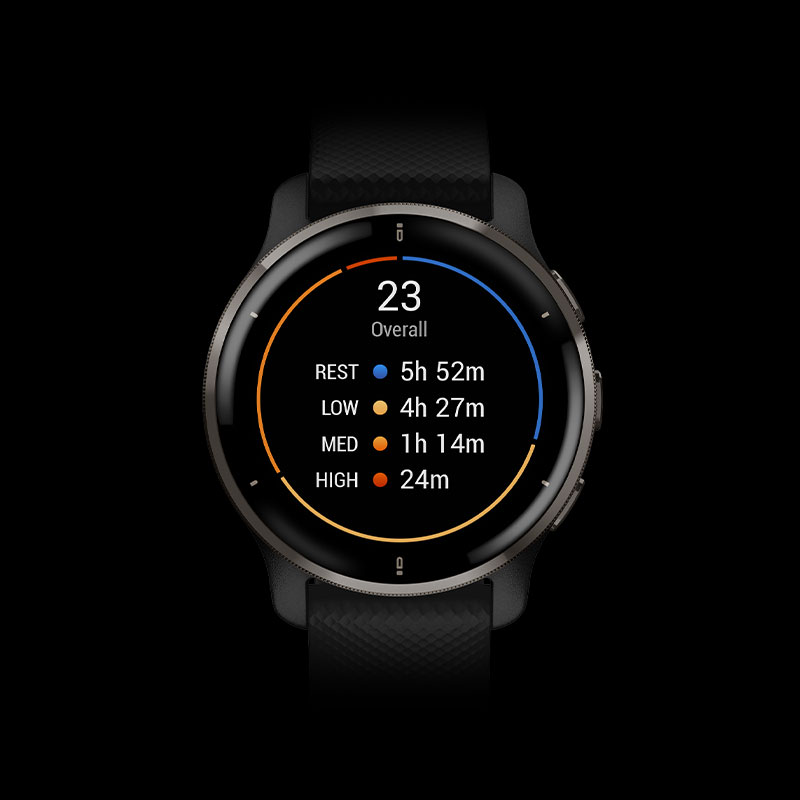 23
Overall
REST 5h 52m
LOW 4h 27m
MED 1h 14m
HIGH 24m